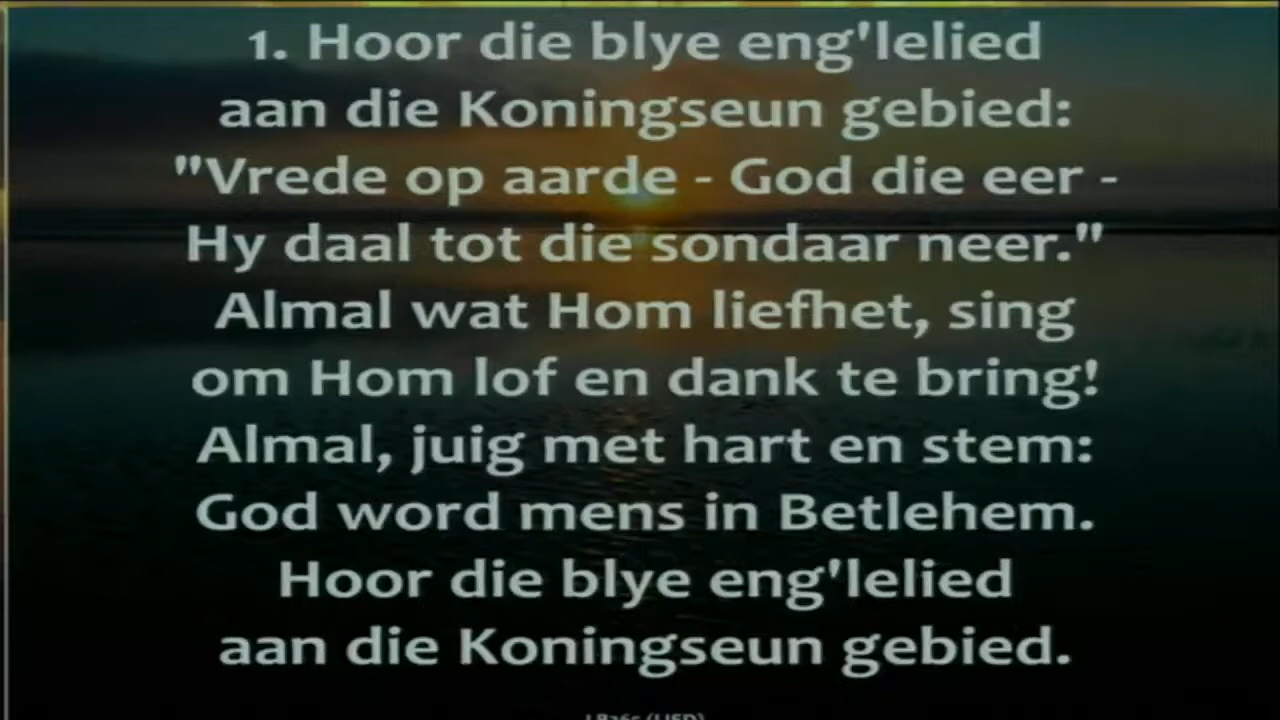 1. Hoor die blye eng'lelied
aan die Koningseun gebied:
"Vrede op aarde - God die eer -
Hy daal tot die sondaar neer."
Almal wat Hom liefhet, sing
om Hom lof en dank te bring!
Almal, juig met hart en stem:
God word mens in Betlehem.
Hoor die blye eng'lelied
aan die Koningseun gebied.